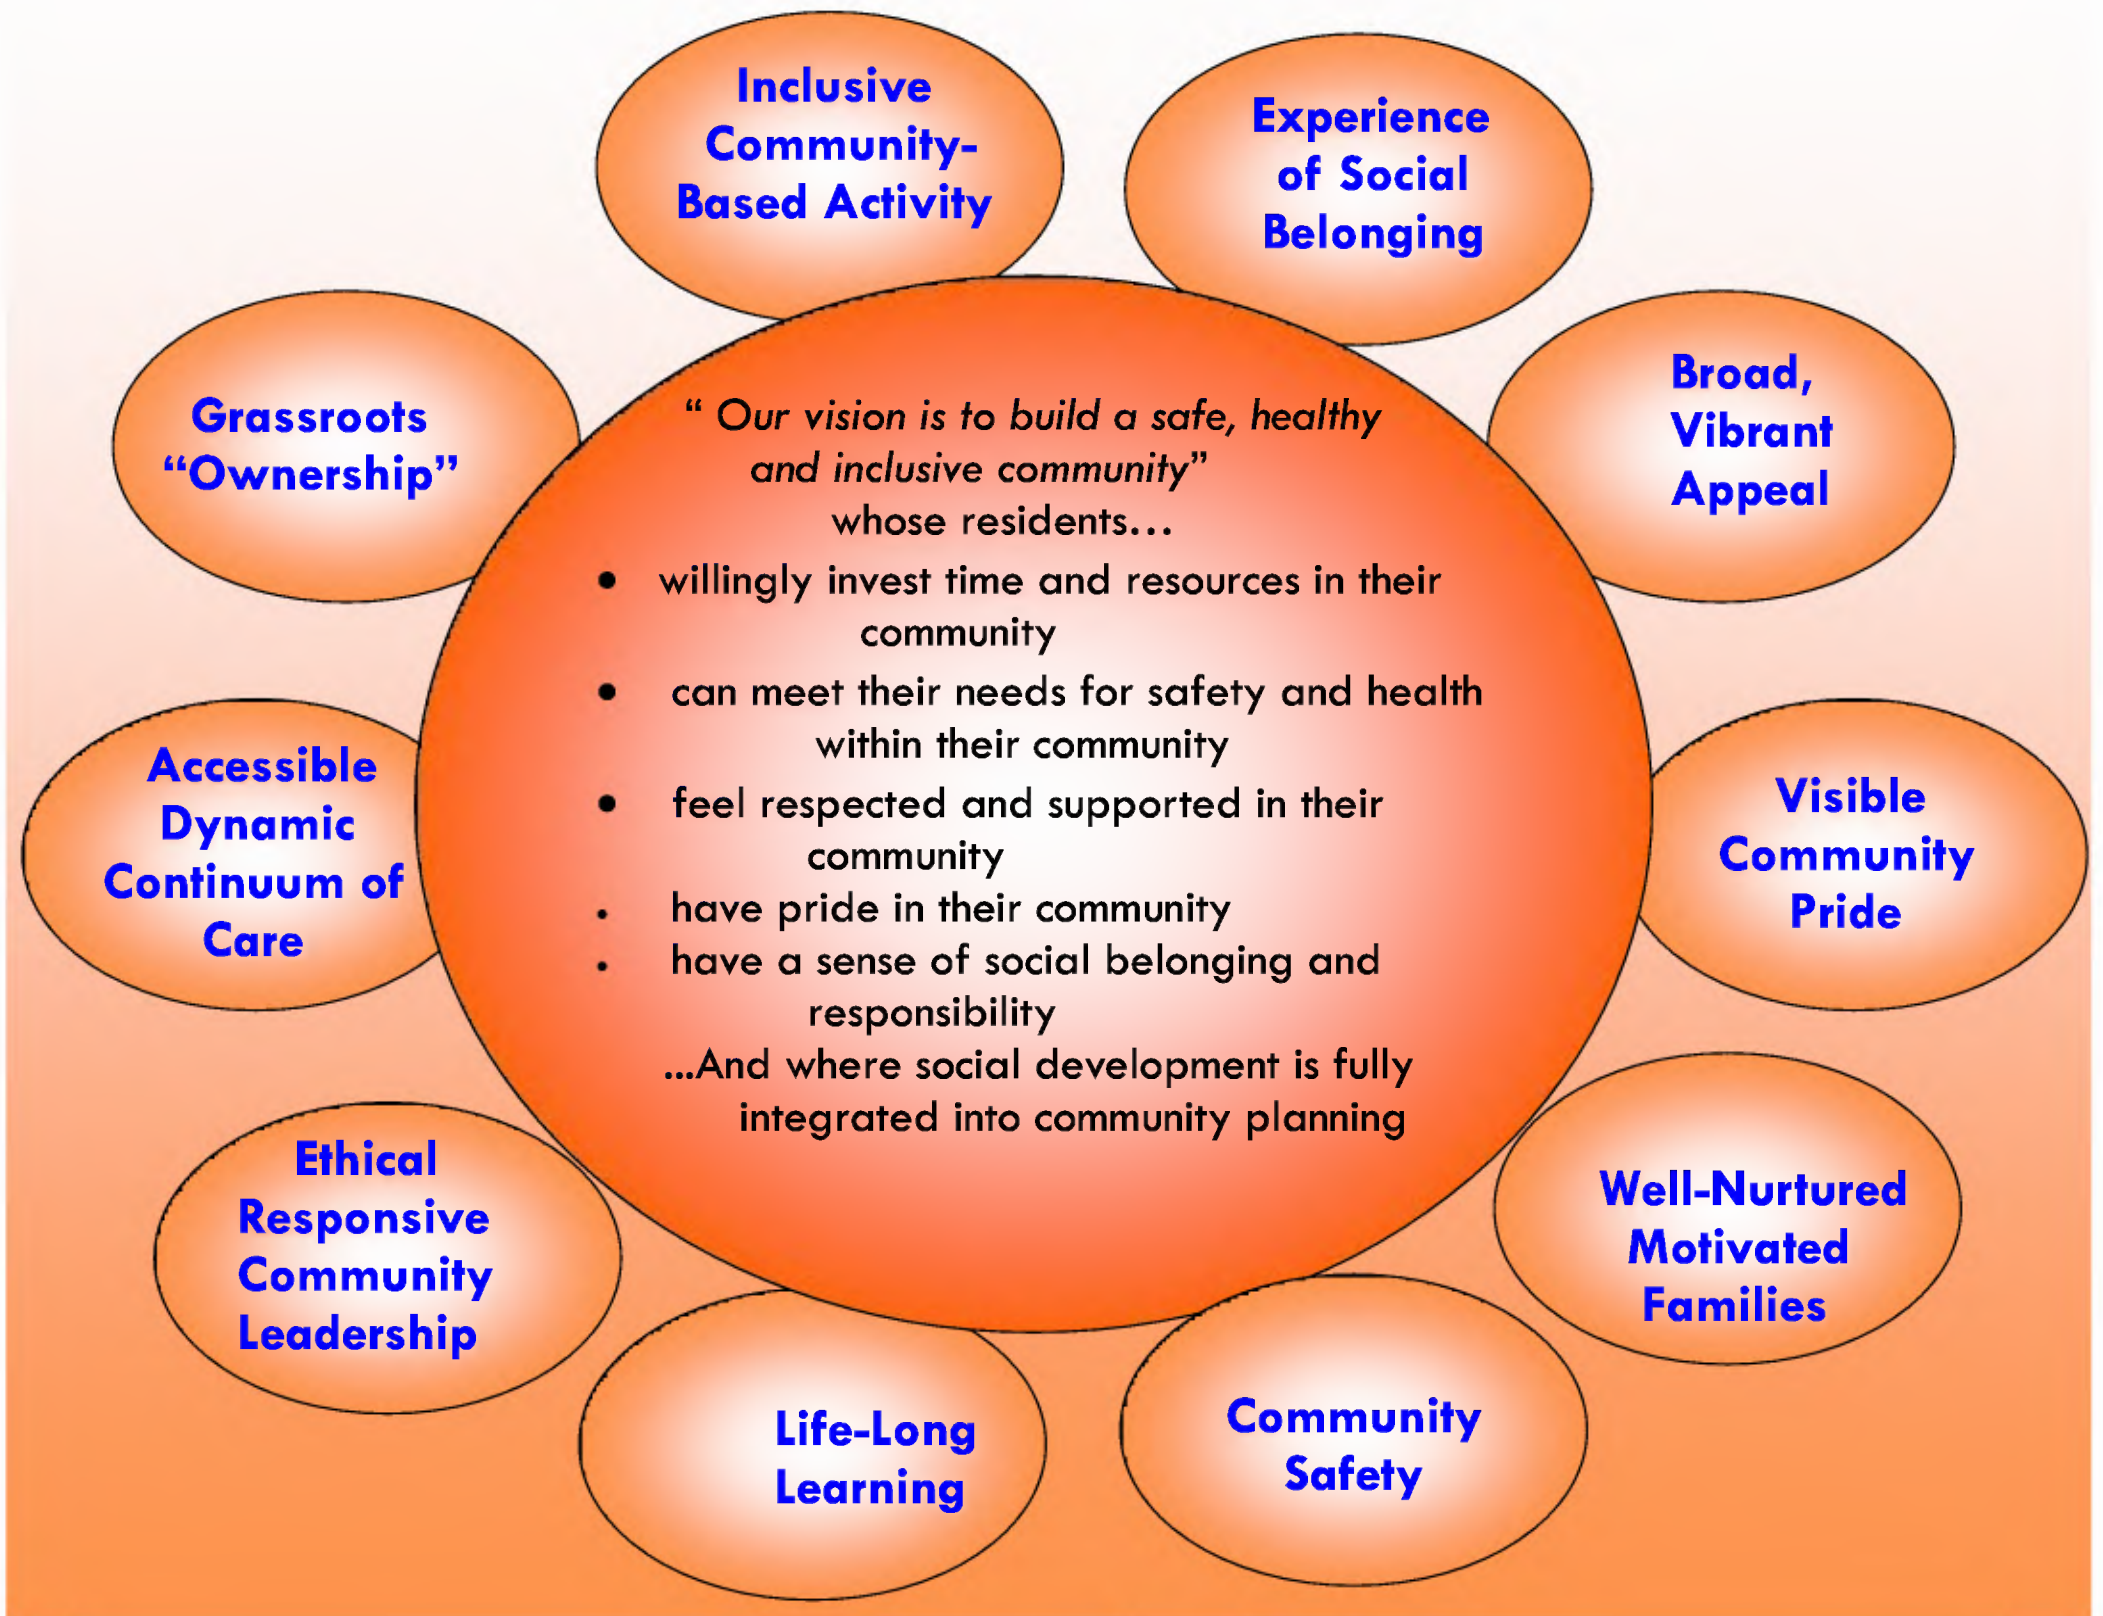 Inclusive
Community-
Based Activity
Experience
of Social
Belonging
Broad,
Vibrant
Appeal
Grassroots
“Ownership”
“ Our vision is to build a safe, healthy
and inclusive community”
whose residents...
• willingly invest time and resources in their
community
• can meet their needs for safety and health
within their community
• feel respected and supported in their
community
• have pride in their community
• have a sense of social belonging and
responsibility
...And where social development is fully
integrated into community planning
Accessible
Dynamic
Continuum of
Care
Visible
Community
Pride
Ethical
Responsive
Community
Leadership
Well-Nurtured
Motivated
Families
Life-Long
Learning
Community
Safety